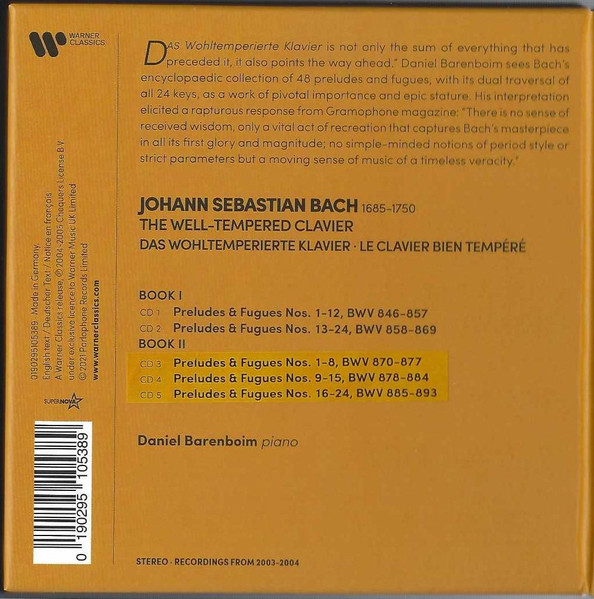 WARNER
CLASSICS
DAS Wohltemperierte Klavier is not only the sum of everything that has
preceded it, it also points the way ahead." Daniel Barenboim sees Bach's
encyclopaedic collection of 48 preludes and fugues, with its dual traversal of
all 24 keys, as a work of pivotal importance and epic stature. His interpretation
elicited a rapturous response from Gramophone magazine: "There is no sense of
received wisdom, only a vital act of recreation that captures Bach's masterpiece
in all its first glory and magnitude; no simple-minded notions of period style or
strict parameters but a moving sense of music of a timeless veracity."
JOHANN SEBASTIAN BACH 1685-1750
THE WELL-TEMPERED CLAVIER
DAS WOHLTEMPERIERTE KLAVIER · LE CLAVIER BIEN TEMPÉRÉ
BOOK I
CD 1 Preludes & Fugues Nos. 1-12, BWV 846-857
CD 2 Preludes & Fugues Nos. 13-24, BWV 858-869
BOOK II
CD 3 Preludes & Fugues Nos. 1-8, BWV 870-877
CD 4 Preludes & Fugues Nos. 9-15, BWV 878-884
CD 5 Preludes & Fugues Nos. 16-24, BWV 885-893
Daniel Barenboim piano
STEREO · RECORDINGS FROM 2003-2004
0190295105389 Made in Germany.
English text / Deutscher Text / Notice en français
A Warner Classics release, ℗ 2004-2005 Chequers License B.V
under exclusive licence to Warner Music UK Limited
© 2021 Parlophone Records Limited
www.warnerclassics.com
SUPERNOVA
0 190295 105389